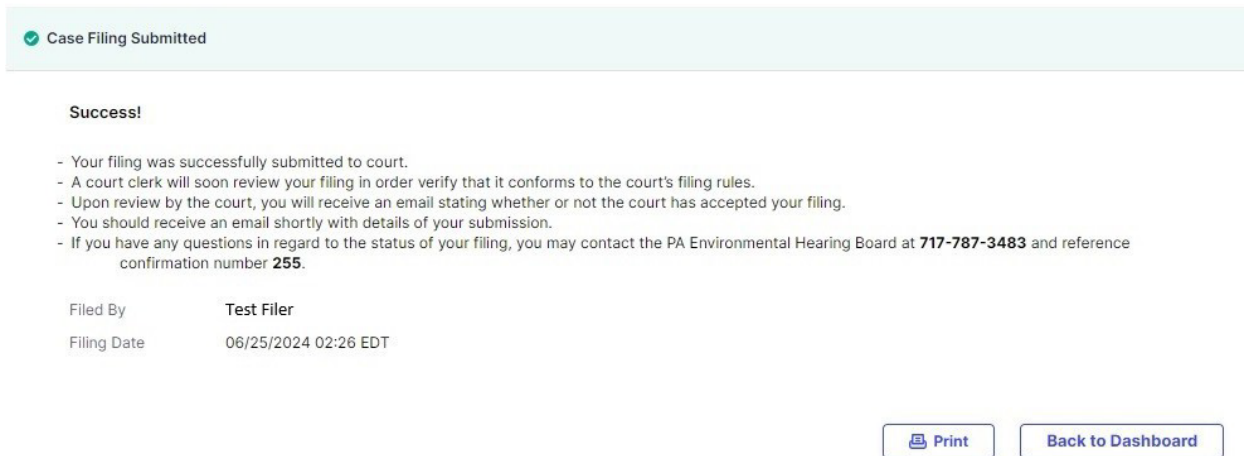 Case Filing Submitted
Success!
- Your filing was successfully submitted to court.
- A court clerk will soon review your filing in order verify that it conforms to the court's filing rules.
- Upon review by the court, you will receive an email stating whether or not the court has accepted your filing.
- You should receive an email shortly with details of your submission.
- If you have any questions in regard to the status of your filing, you may contact the PA Environmental Hearing Board at 717-787-3483 and reference
confirmation number 255.
Filed By Test Filer
Filing Date 06/25/2024 02:26 EDT
Print Back to Dashboard